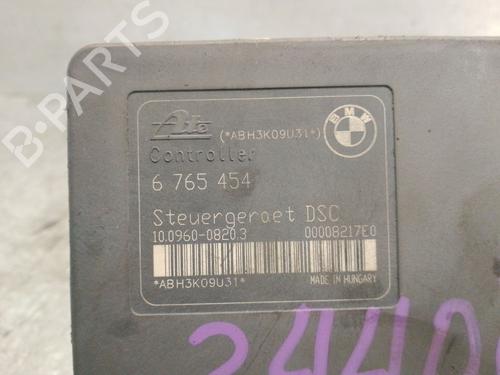 B-PARTS
Ate
(*ABH3K09U31*)
BMW
Controller
6 765 454
Steuergeraet DSC
10.0960-0820.3 00008217E0
*ABH3K09U31*
MADE IN HUNGARY